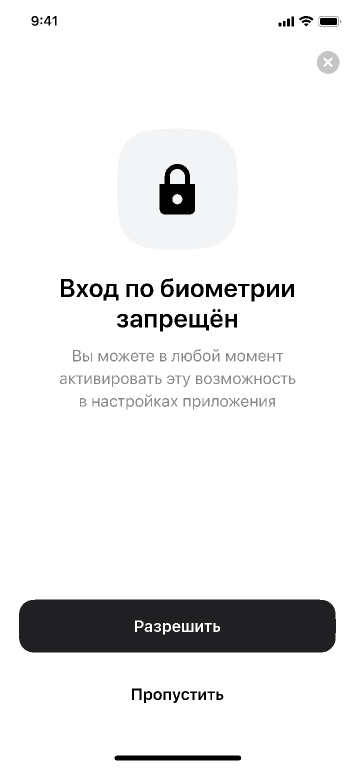 9:41
Вход по биометрии
запрещён
Вы можете в любой момент
активировать эту возможность
в настройках приложения
Разрешить
Пропустить